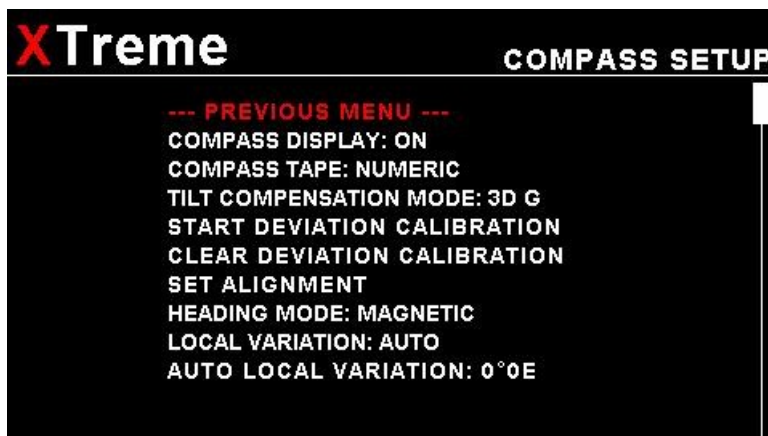 XTreme
COMPASS SETUP
--- PREVIOUS MENU ---
COMPASS DISPLAY: ON
COMPASS TAPE: NUMERIC
TILT COMPENSATION MODE: 3D G
START DEVIATION CALIBRATION
CLEAR DEVIATION CALIBRATION
SET ALIGNMENT
HEADING MODE: MAGNETIC
LOCAL VARIATION: AUTO
AUTO LOCAL VARIATION: 0°0E